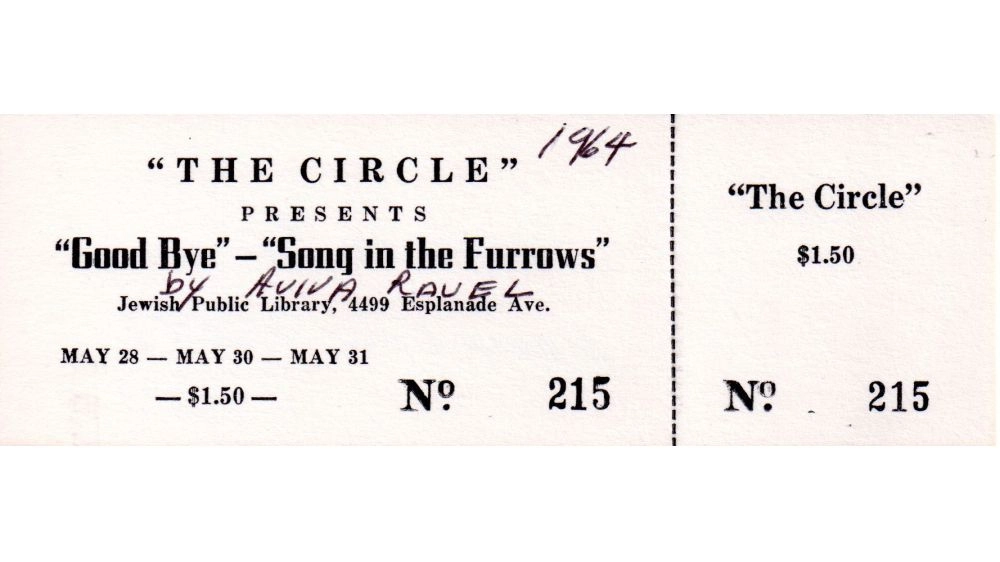 1964
“THE CIRCLE”
PRESENTS
“Good Bye” – “Song in the Furrows”
by AVIVA RAVEL
Jewish Public Library, 4499 Esplanade Ave.
MAY 28 — MAY 30 — MAY 31
— $1.50 —
Nº 215
“The Circle”
$1.50
Nº 215